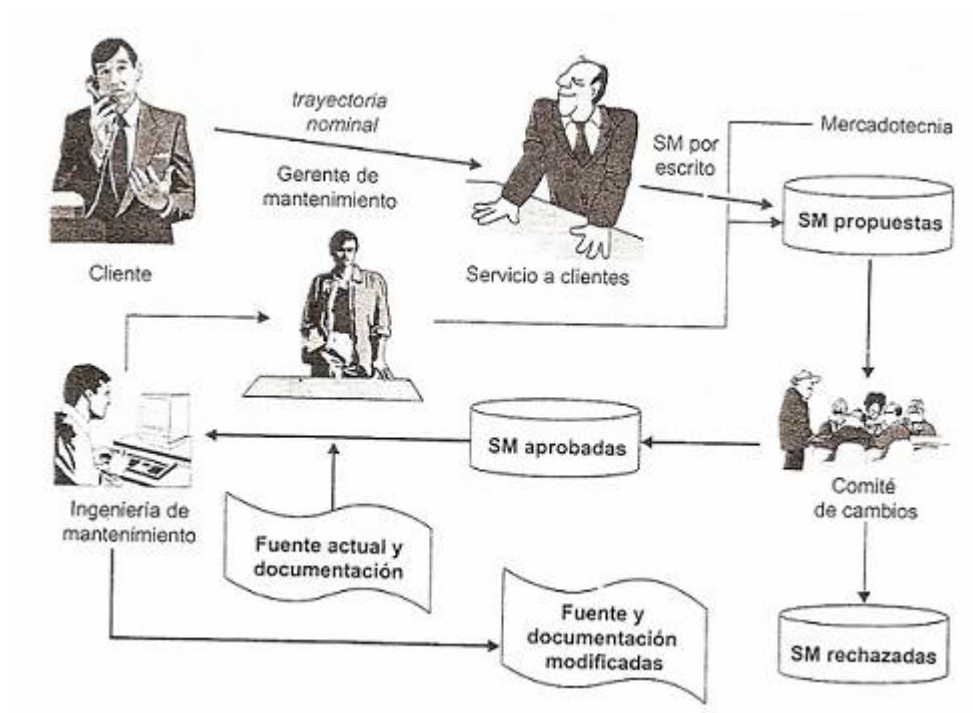 trayectoria
nominal
Gerente de
mantenimiento
SM por
escrito
Mercadotecnia
SM propuestas
Cliente
Servicio a clientes
SM aprobadas
Comité
de cambios
Ingeniería de
mantenimiento
Fuente actual y
documentación
Fuente y
documentación
modificadas
SM rechazadas